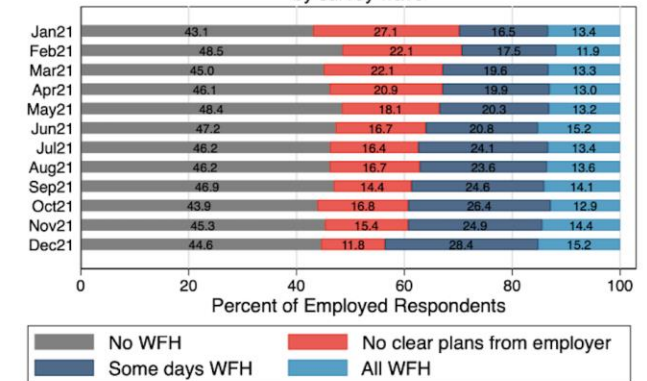 by survey wave
Jan21 43.1 27.1 16.5 13.4
Feb21 48.5 22.1 17.5 11.9
Mar21 45.0 22.1 19.6 13.3
Apr21 46.1 20.9 19.9 13.0
May21 48.4 18.1 20.3 13.2
Jun21 47.2 16.7 20.8 15.2
Jul21 46.2 16.4 24.1 13.4
Aug21 46.2 16.7 23.6 13.6
Sep21 46.9 14.4 24.6 14.1
Oct21 43.9 16.8 26.4 12.9
Nov21 45.3 15.4 24.9 14.4
Dec21 44.6 11.8 28.4 15.2
0 20 40 60 80 100
Percent of Employed Respondents
No WFH No clear plans from employer
Some days WFH All WFH